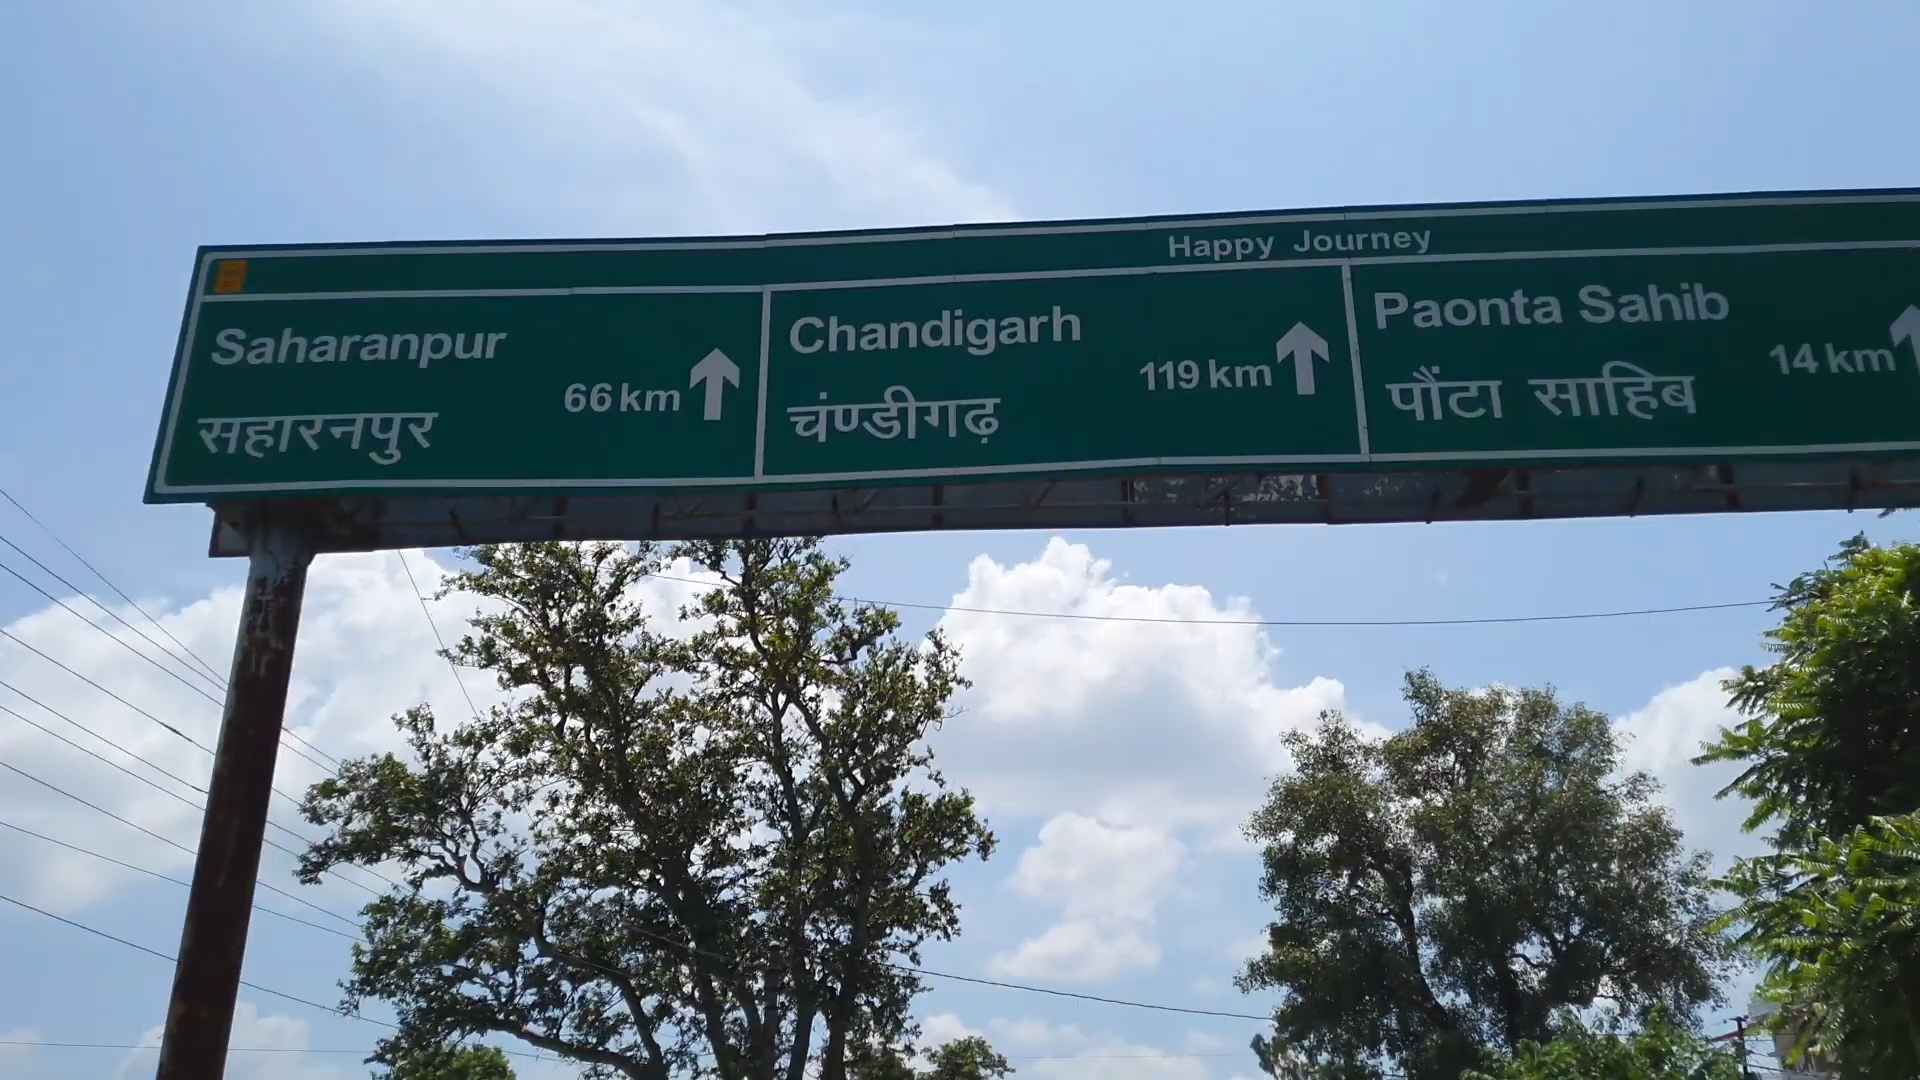 Happy Journey
Saharanpur
66 km
सहारनपुर
Chandigarh
119 km
चंण्डीगढ़
Paonta Sahib
14 km
पौंटा साहिब